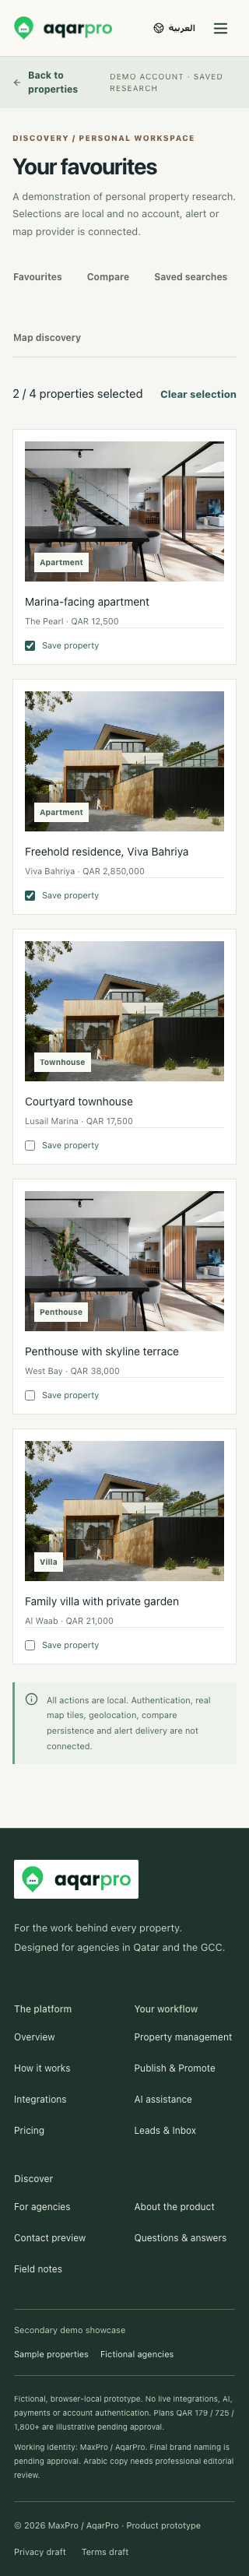 aqarpro
العربية
Back to
properties
DEMO ACCOUNT · SAVED
RESEARCH
DISCOVERY / PERSONAL WORKSPACE
Your favourites
A demonstration of personal property research.
Selections are local and no account, alert or
map provider is connected.
Favourites Compare Saved searches
Map discovery
2 / 4 properties selected Clear selection
Apartment
Marina-facing apartment
The Pearl · QAR 12,500
Save property
Apartment
Freehold residence, Viva Bahriya
Viva Bahriya · QAR 2,850,000
Save property
Townhouse
Courtyard townhouse
Lusail Marina · QAR 17,500
Save property
Penthouse
Penthouse with skyline terrace
West Bay · QAR 38,000
Save property
Villa
Family villa with private garden
Al Waab · QAR 21,000
Save property
All actions are local. Authentication, real
map tiles, geolocation, compare
persistence and alert delivery are not
connected.
aqarpro
For the work behind every property.
Designed for agencies in Qatar and the GCC.
The platform
Overview
How it works
Integrations
Pricing
Your workflow
Property management
Publish & Promote
AI assistance
Leads & Inbox
Discover
For agencies About the product
Contact preview Questions & answers
Field notes
Secondary demo showcase
Sample properties Fictional agencies
Fictional, browser-local prototype. No live integrations, AI,
payments or account authentication. Plans QAR 179 / 725 /
1,800+ are illustrative pending approval.
Working identity: MaxPro / AqarPro. Final brand naming is
pending approval. Arabic copy needs professional editorial
review.
© 2026 MaxPro / AqarPro · Product prototype
Privacy draft Terms draft